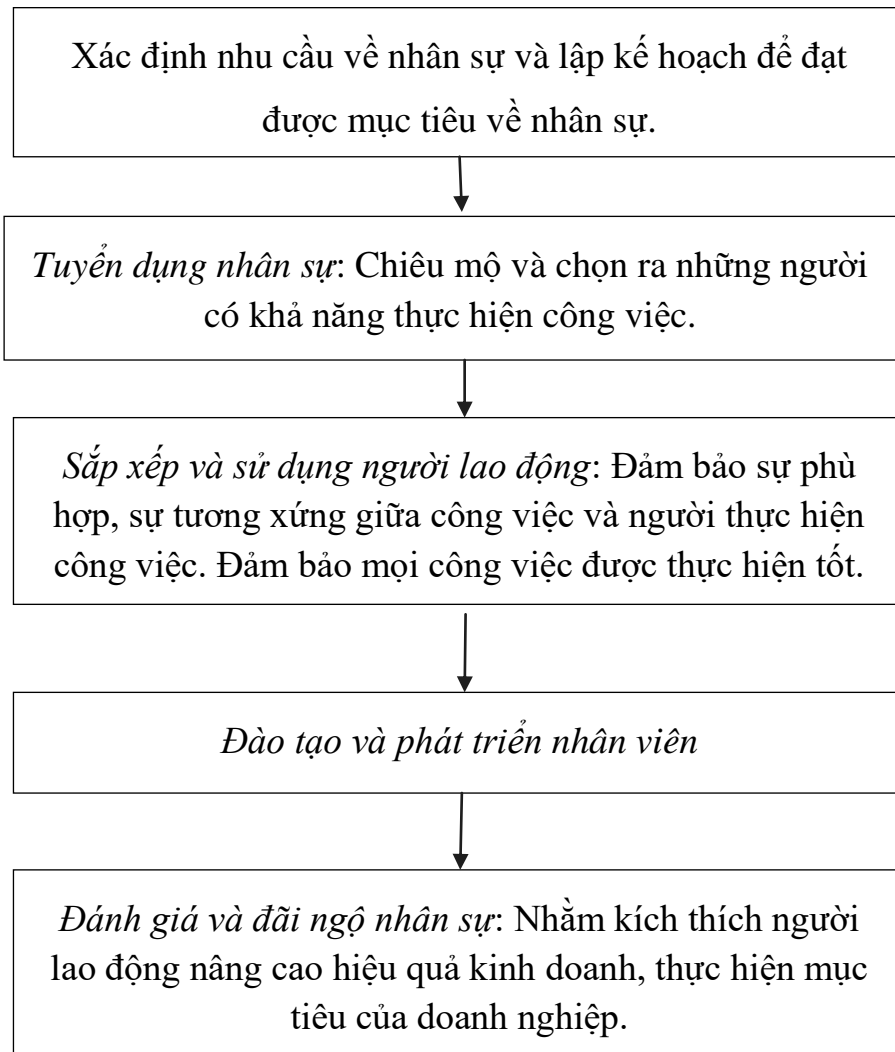 Xác định nhu cầu về nhân sự và lập kế hoạch để đạt
được mục tiêu về nhân sự.
Tuyển dụng nhân sự: Chiêu mộ và chọn ra những người
có khả năng thực hiện công việc.
Sắp xếp và sử dụng người lao động: Đảm bảo sự phù
hợp, sự tương xứng giữa công việc và người thực hiện
công việc. Đảm bảo mọi công việc được thực hiện tốt.
Đào tạo và phát triển nhân viên
Đánh giá và đãi ngộ nhân sự: Nhằm kích thích người
lao động nâng cao hiệu quả kinh doanh, thực hiện mục
tiêu của doanh nghiệp.